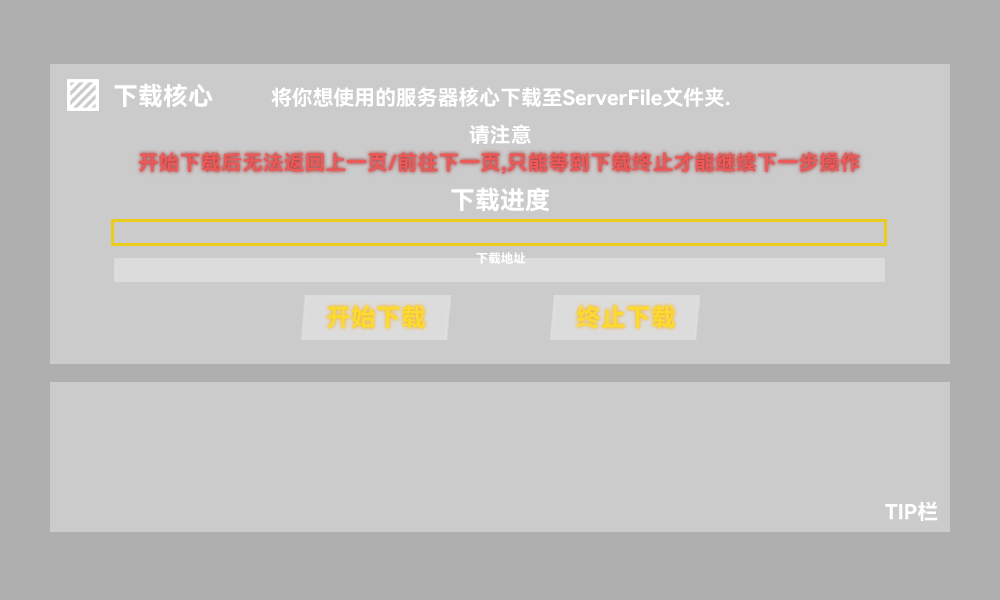 下载核心
将你想使用的服务器核心下载至ServerFile文件夹.
请注意
开始下载后无法返回上一页/前往下一页,只能等到下载终止才能继续下一步操作
下载进度
下载地址
开始下载
终止下载
TIP栏